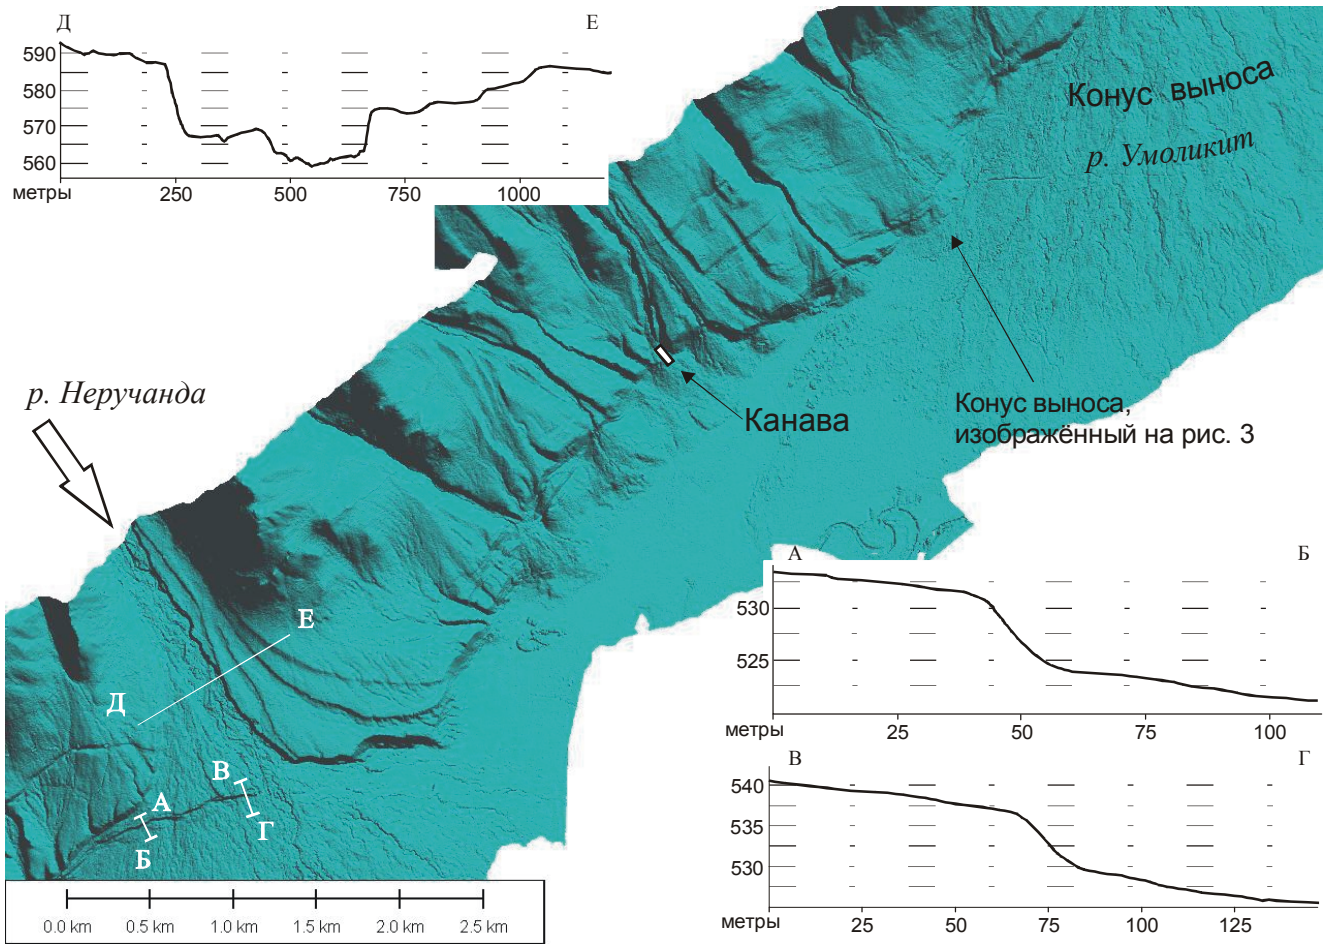 Д
Е
590
580
570
560
метры
250
500
750
1000
Конус выноса
р. Умоликит
р. Неручанда
Канава
Конус выноса,
изображённый на рис. 3
Е
Д
В
А
Г
Б
А
Б
530
525
метры
25
50
75
100
В
Г
540
535
530
метры
25
50
75
100
125
0.0 km
0.5 km
1.0 km
1.5 km
2.0 km
2.5 km